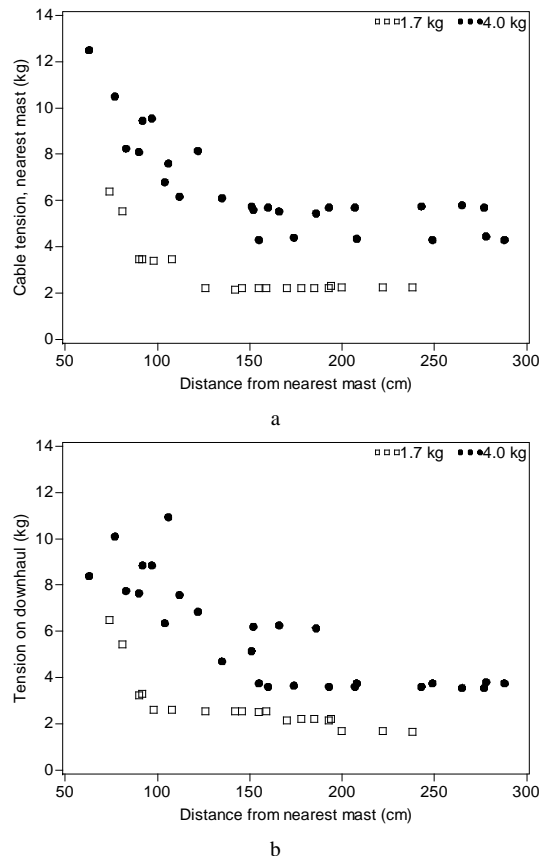 14
1.7 kg 4.0 kg
12
10
8
6
4
2
0
Cable tension, nearest mast (kg)
50 100 150 200 250 300
Distance from nearest mast (cm)
a
14
1.7 kg 4.0 kg
12
10
8
6
4
2
0
Tension on downhaul (kg)
50 100 150 200 250 300
Distance from nearest mast (cm)
b